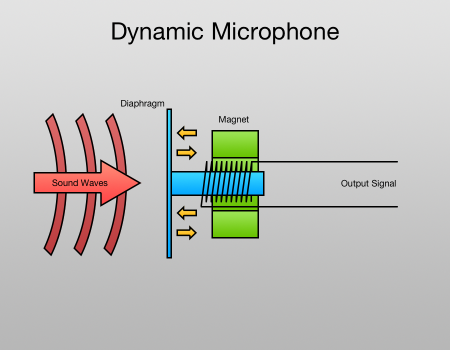 Dynamic Microphone
Diaphragm
Magnet
Sound Waves
Output Signal